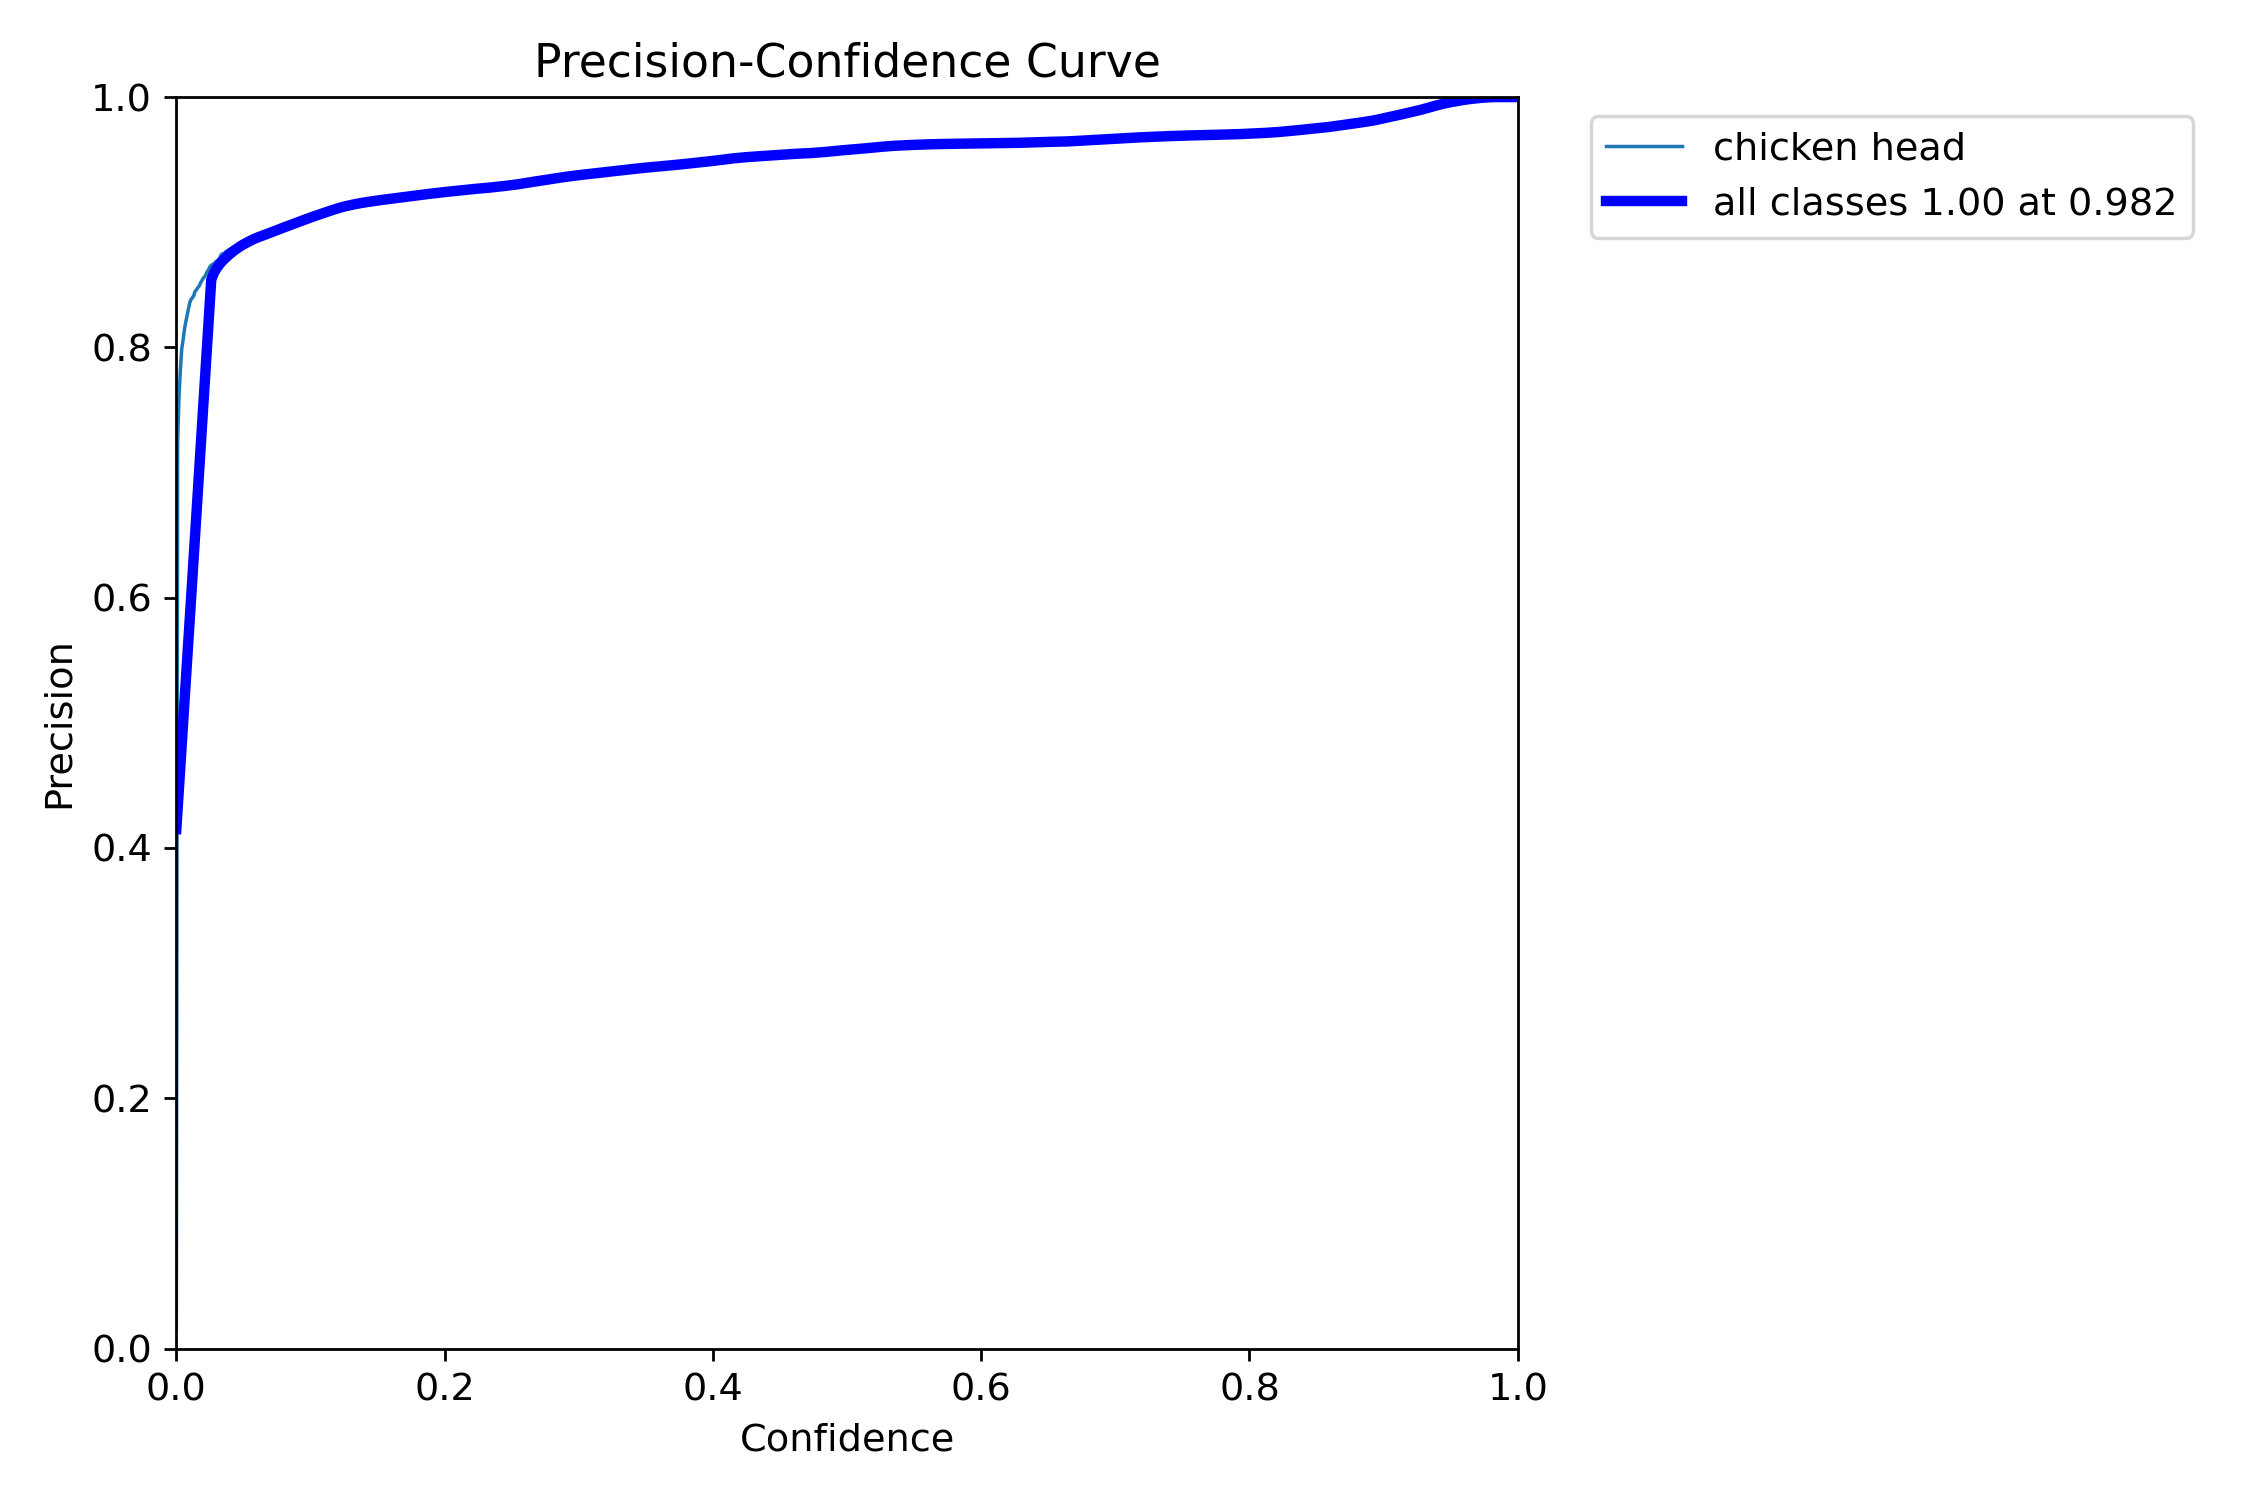 Precision-Confidence Curve
1.0
0.8
0.6
0.4
0.2
0.0
Precision
0.0 0.2 0.4 0.6 0.8 1.0
Confidence
chicken head
all classes 1.00 at 0.982